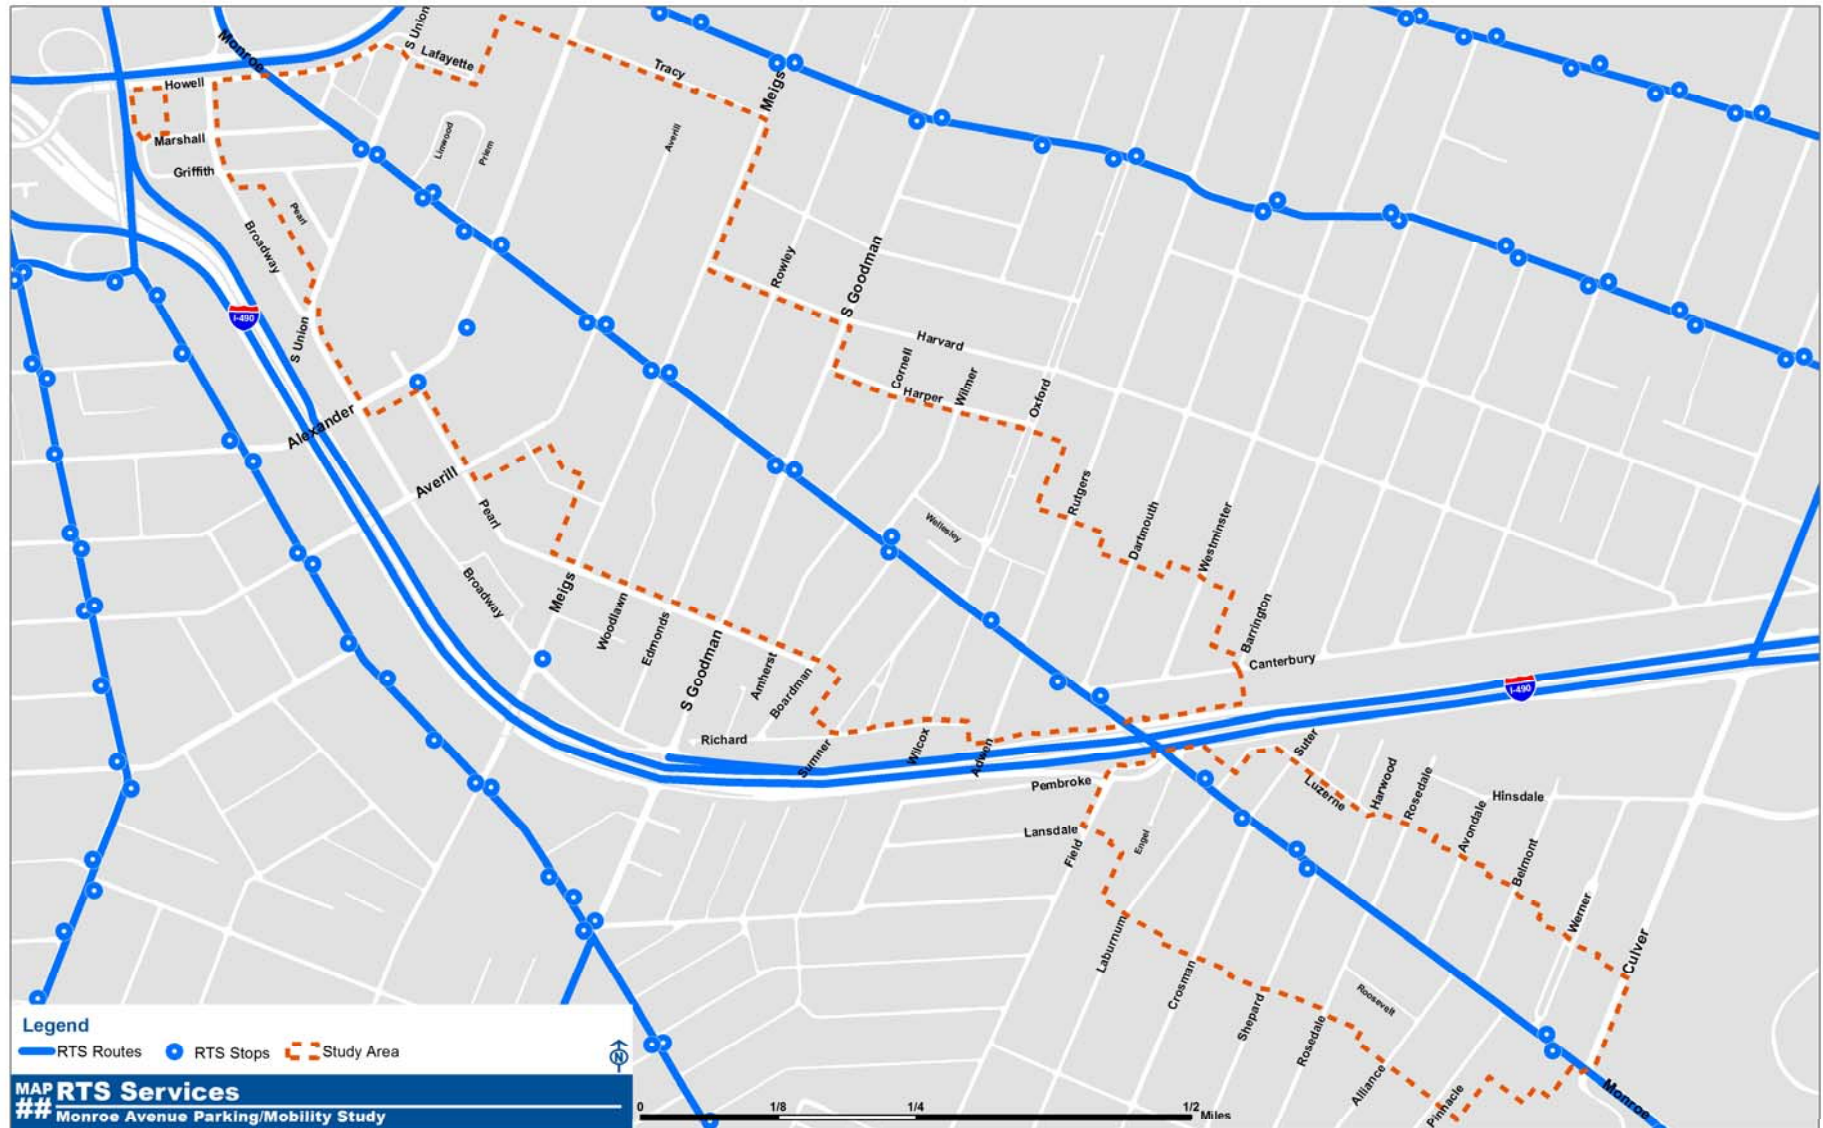 Monroe
S Union
Lafayette
Tracy
Meigs
Howell
Marshall
Griffith
Linwood
Priem
Averill
Pearl
Broadway
Rowley
S Goodman
I-490
S Union
Harvard
Cornell
Harper
Wilmer
Oxford
Alexander
Averill
Pearl
Rutgers
Wellesley
Dartmouth
Westminster
Broadway
Meigs
Woodlawn
Edmonds
S Goodman
Amherst
Boardman
Barrington
Canterbury
I-490
Richard
Sumner
Wilcox
Adwen
Suter
Pembroke
Luzerne
Harwood
Rosedale
Hinsdale
Lansdale
Field
Engel
Avondale
Belmont
Werner
Culver
Laburnum
Crosman
Shepard
Rosedale
Roosevelt
Alliance
Pinnacle
Monroe
Legend
RTS Routes
RTS Stops
Study Area
N
MAP
##
RTS Services
Monroe Avenue Parking/Mobility Study
0 1/8 1/4 1/2
Miles